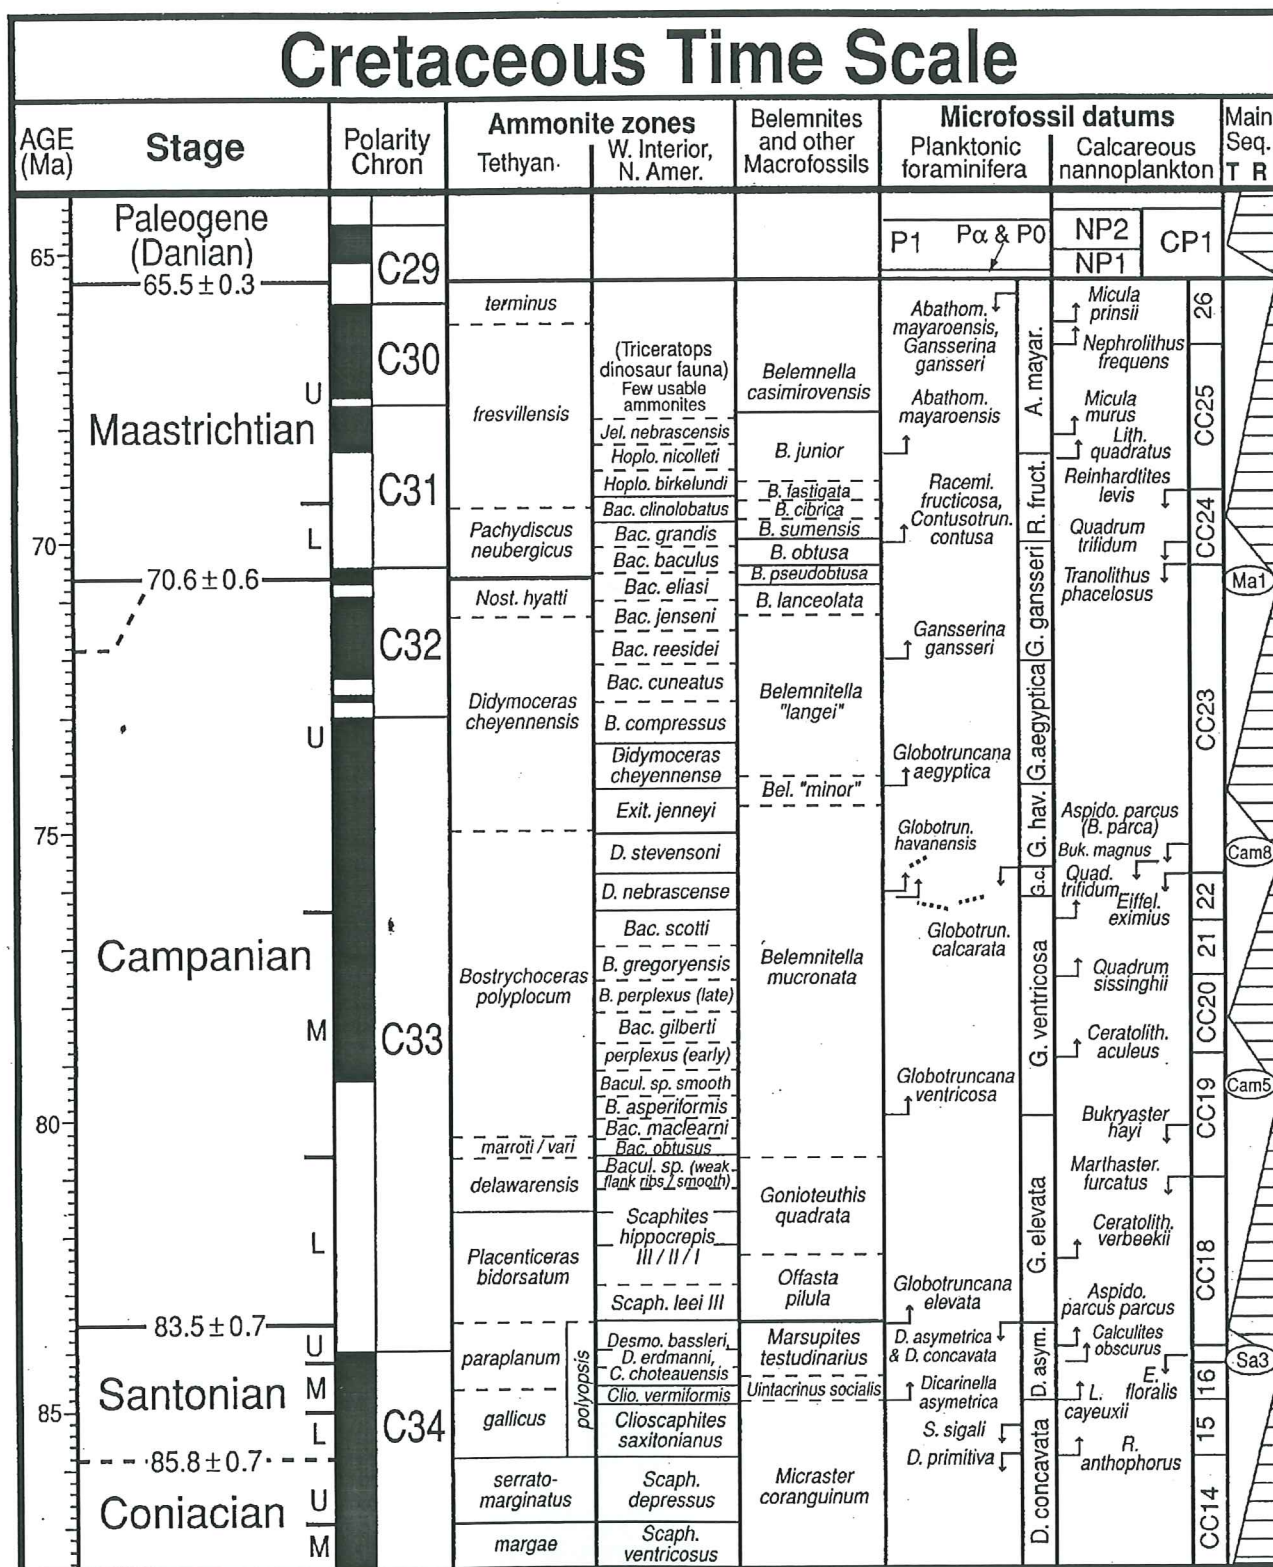 Cretaceous Time Scale
AGE
(Ma)
Stage
Polarity
Chron
Ammonite zones
Tethyan
W. Interior,
N. Amer.
Belemnites
and other
Macrofossils
Microfossil datums
Planktonic
foraminifera
Calcareous
nannoplankton
Main
Seq.
T R
65
70
75
80
85
Paleogene
(Danian)
65.5 ± 0.3
Maastrichtian
U
L
70.6 ± 0.6
Campanian
U
M
L
83.5 ± 0.7
Santonian
U
M
L
85.8 ± 0.7
Coniacian
U
M
C29
C30
C31
C32
C33
C34
terminus
fresvillensis
Pachydiscus
neubergicus
Nost. hyatti
Didymoceras
cheyennensis
Bostrychoceras
polyplocum
marroti / vari
delawarensis
Placenticeras
bidorsatum
paraplanum
gallicus
polyopsis
serrato-
marginatus
margae
(Triceratops
dinosaur fauna)
Few usable
ammonites
Jel. nebrascensis
Hoplo. nicolleti
Hoplo. birkelundi
Bac. clinolobatus
Bac. grandis
Bac. baculus
Bac. eliasi
Bac. jenseni
Bac. reesidei
Bac. cuneatus
B. compressus
Didymoceras
cheyennense
Exit. jenneyi
D. stevensoni
D. nebrascense
Bac. scotti
B. gregoryensis
B. perplexus (late)
Bac. gilberti
perplexus (early)
Bacul. sp. smooth
B. asperiformis
Bac. maclearni
Bac. obtusus
Bacul. sp. (weak
flank ribs / smooth)
Scaphites
hippocrepis
III / II / I
Scaph. leei III
Desmo. bassleri,
D. erdmanni,
C. choteauensis
Clio. vermiformis
Clioscaphites
saxitonianus
Scaph.
depressus
Scaph.
ventricosus
Belemnella
casimirovensis
B. junior
B. fastigata
B. cibrica
B. sumensis
B. obtusa
B. pseudobtusa
B. lanceolata
Belemnitella
"langei"
Bel. "minor"
Belemnitella
mucronata
Gonioteuthis
quadrata
Offasta
pilula
Marsupites
testudinarius
Uintacrinus socialis
Micraster
coranguinum
P1
Pα & P0
Abathom.
mayaroensis,
Gansserina
gansseri
Abathom.
mayaroensis
Racemi.
fructicosa,
Contusotrun.
contusa
Gansserina
gansseri
Globotruncana
aegyptica
Globotrun.
havanensis
Globotrun.
calcarata
Globotruncana
ventricosa
Globotruncana
elevata
D. asymetrica
& D. concavata
Dicarinella
asymetrica
S. sigali
D. primitiva
A. mayar.
R. fruct.
G. gansseri
G.aegyptica
G. hav.
G.c.
G. ventricosa
G. elevata
D. asym.
D. concavata
NP2
NP1
CP1
Micula
prinsii
Nephrolithus
frequens
Micula
murus
Lith.
quadratus
Reinhardtites
levis
Quadrum
trifidum
Tranolithus
phacelosus
Aspido. parcus
(B. parca)
Buk. magnus
Quad.
trifidum
Eiffel.
eximius
Quadrum
sissinghii
Ceratolith.
aculeus
Bukryaster
hayi
Marthaster.
furcatus
Ceratolith.
verbeekii
Aspido.
parcus parcus
Calculites
obscurus
E.
floralis
L.
cayeuxii
R.
anthophorus
26
CC25
CC24
CC23
22
21
CC20
CC19
CC18
16
15
CC14
Ma1
Cam8
Cam5
Sa3